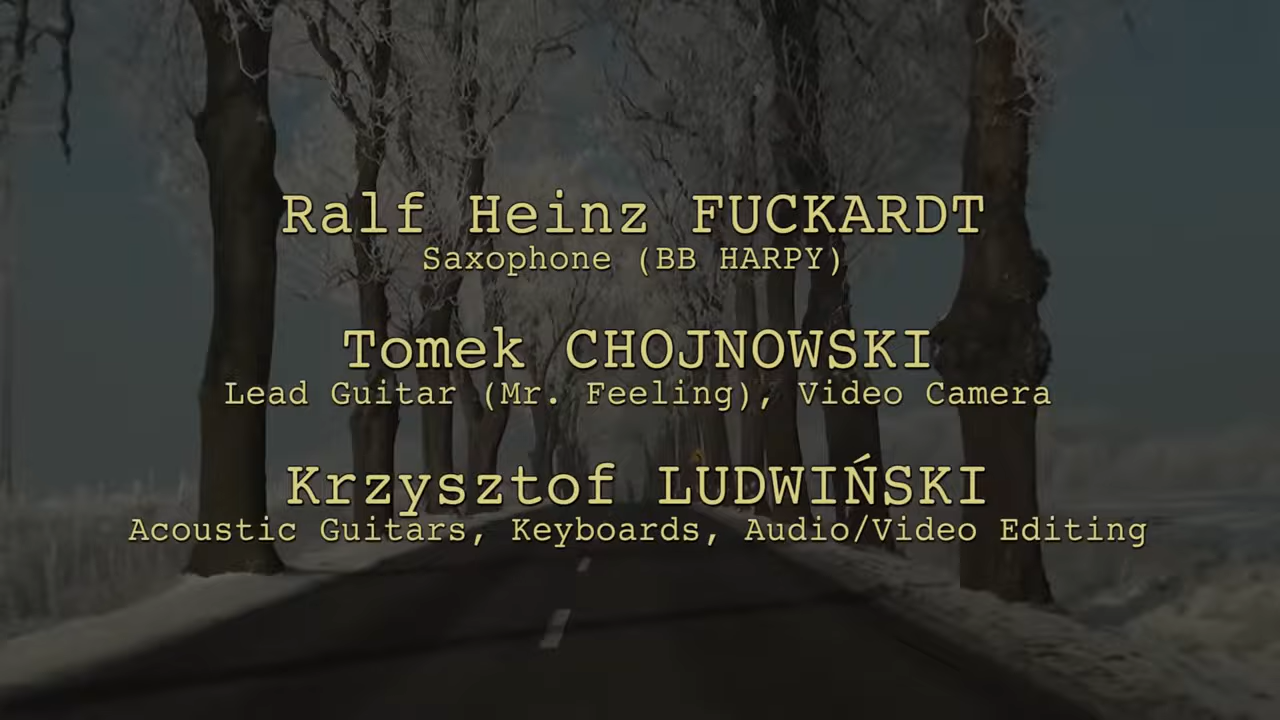 Ralf Heinz FUCKARDT
Saxophone (BB HARPY)
Tomek CHOJNOWSKI
Lead Guitar (Mr. Feeling), Video Camera
Krzysztof LUDWIŃSKI
Acoustic Guitars, Keyboards, Audio/Video Editing